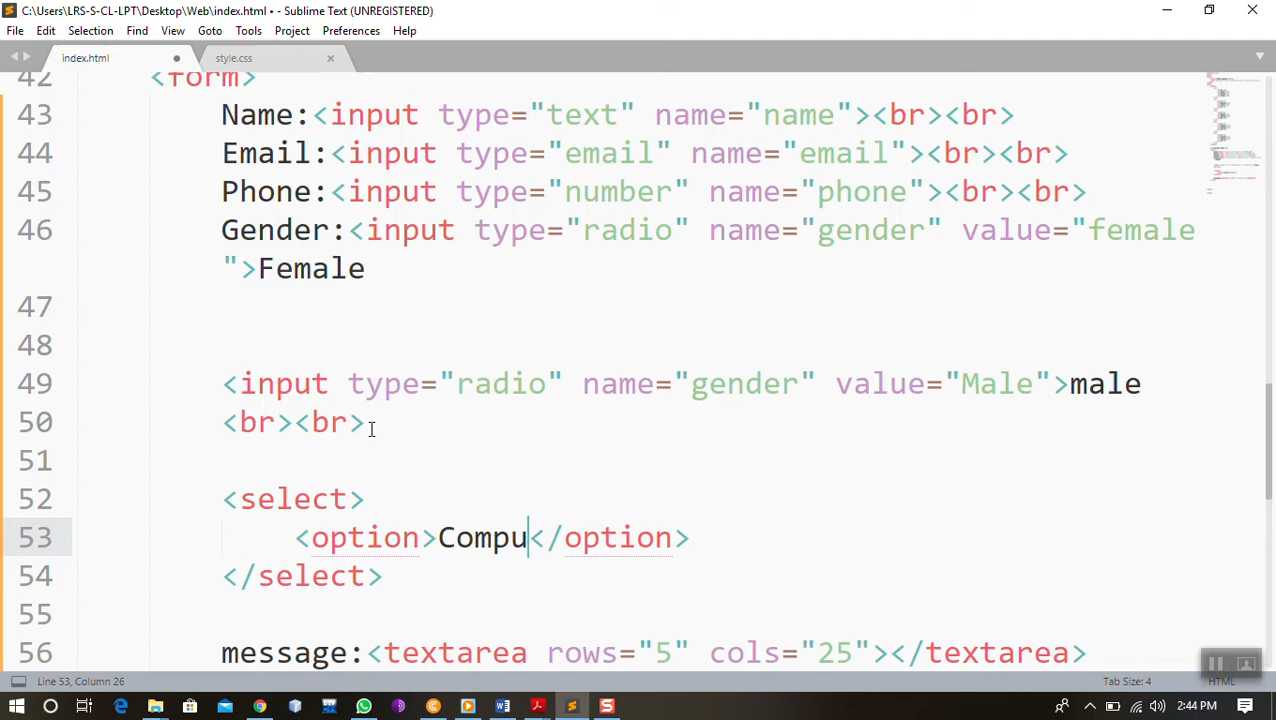 C:\Users\LRS-S-CL-LPT\Desktop\Web\index.html • - Sublime Text (UNREGISTERED)
File Edit Selection Find View Goto Tools Project Preferences Help
index.html style.css
42 <form>
43 Name:<input type="text" name="name"><br><br>
44 Email:<input type="email" name="email"><br><br>
45 Phone:<input type="number" name="phone"><br><br>
46 Gender:<input type="radio" name="gender" value="female
">Female
47
48
49 <input type="radio" name="gender" value="Male">male
50 <br><br>
51
52 <select>
53 <option>Compu</option>
54 </select>
55
56 message:<textarea rows="5" cols="25"></textarea>
Line 53, Column 26 Tab Size: 4 HTML
2:44 PM